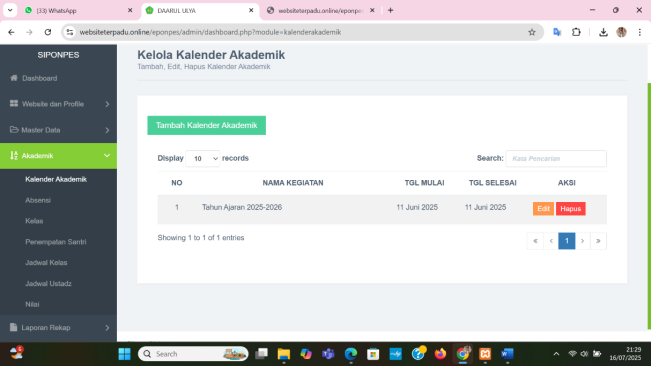 (33) WhatsApp
DAARUL ULYA
websiteterpadu.online/eponpes
websiteterpadu.online/eponpes/admin/dashboard.php?module=kalenderakademik
SIPONPES
Dashboard
Website dan Profile
Master Data
Akademik
Kalender Akademik
Absensi
Kelas
Penempatan Santri
Jadwal Kelas
Jadwal Ustadz
Nilai
Laporan Rekap
Kelola Kalender Akademik
Tambah, Edit, Hapus Kalender Akademik
Tambah Kalender Akademik
Display 10 records
Search: Kata Pencarian
NO NAMA KEGIATAN TGL MULAI TGL SELESAI AKSI
1 Tahun Ajaran 2025-2026 11 Juni 2025 11 Juni 2025 Edit Hapus
Showing 1 to 1 of 1 entries
« ‹ 1 › »
Search
21:29
16/07/2025